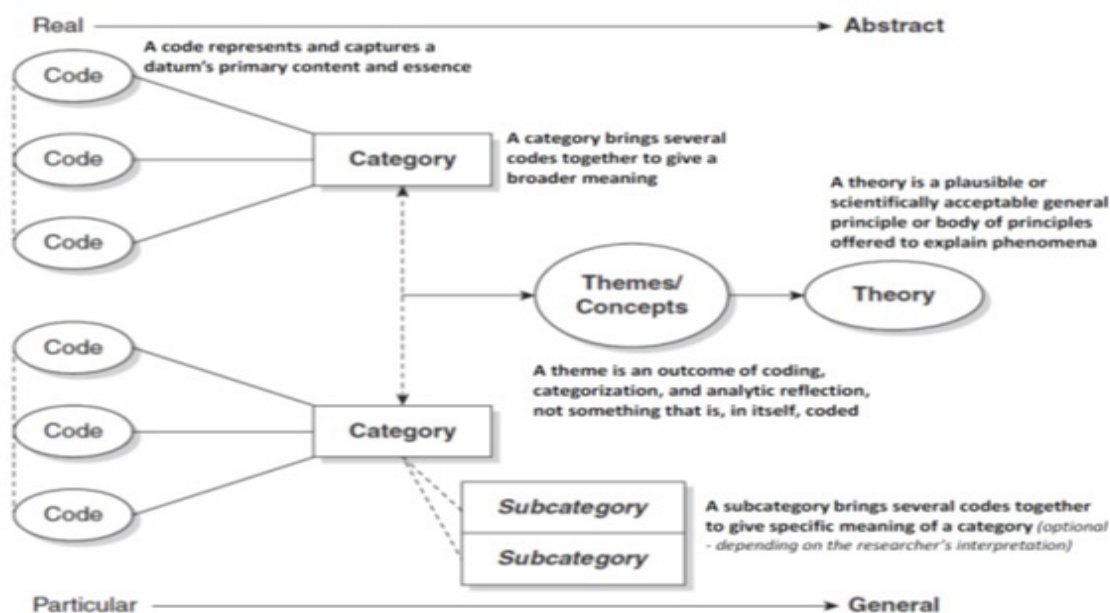 Real
Abstract
A code represents and captures a
datum's primary content and essence
Code
Code
Category
A category brings several
codes together to give a
broader meaning
Code
A theory is a plausible or
scientifically acceptable general
principle or body of principles
offered to explain phenomena
Themes/
Concepts
Theory
Code
A theme is an outcome of coding,
categorization, and analytic reflection,
not something that is, in itself, coded
Code
Category
Code
Subcategory
Subcategory
A subcategory brings several codes together
to give specific meaning of a category (optional
- depending on the researcher's interpretation)
Particular
General